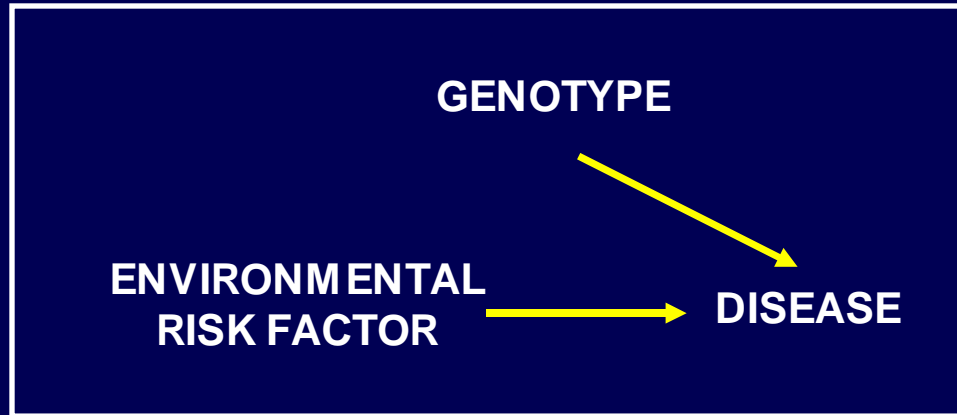 GENOTYPE
ENVIRONMENTAL
RISK FACTOR
DISEASE